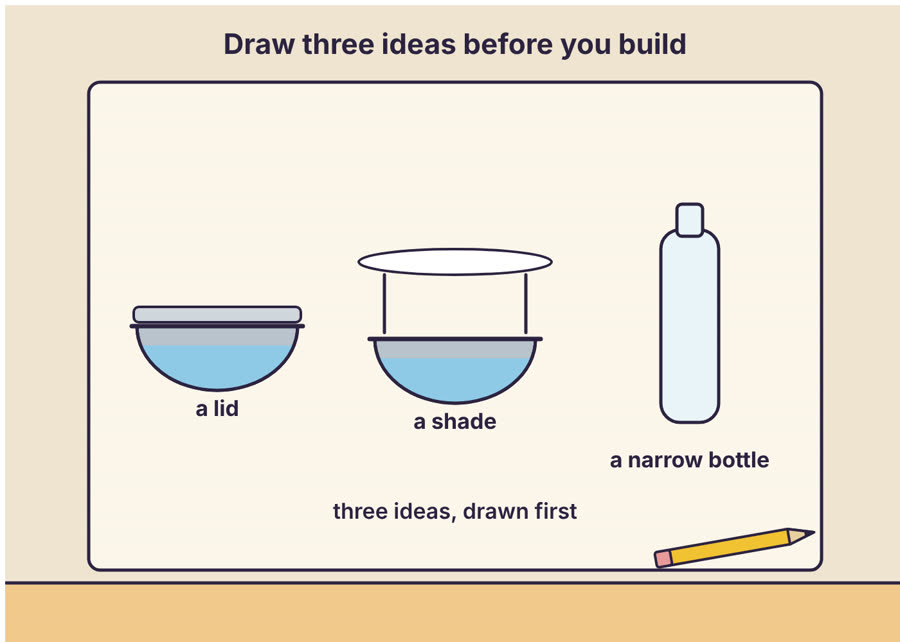 Draw three ideas before you build
a lid
a shade
a narrow bottle
three ideas, drawn first